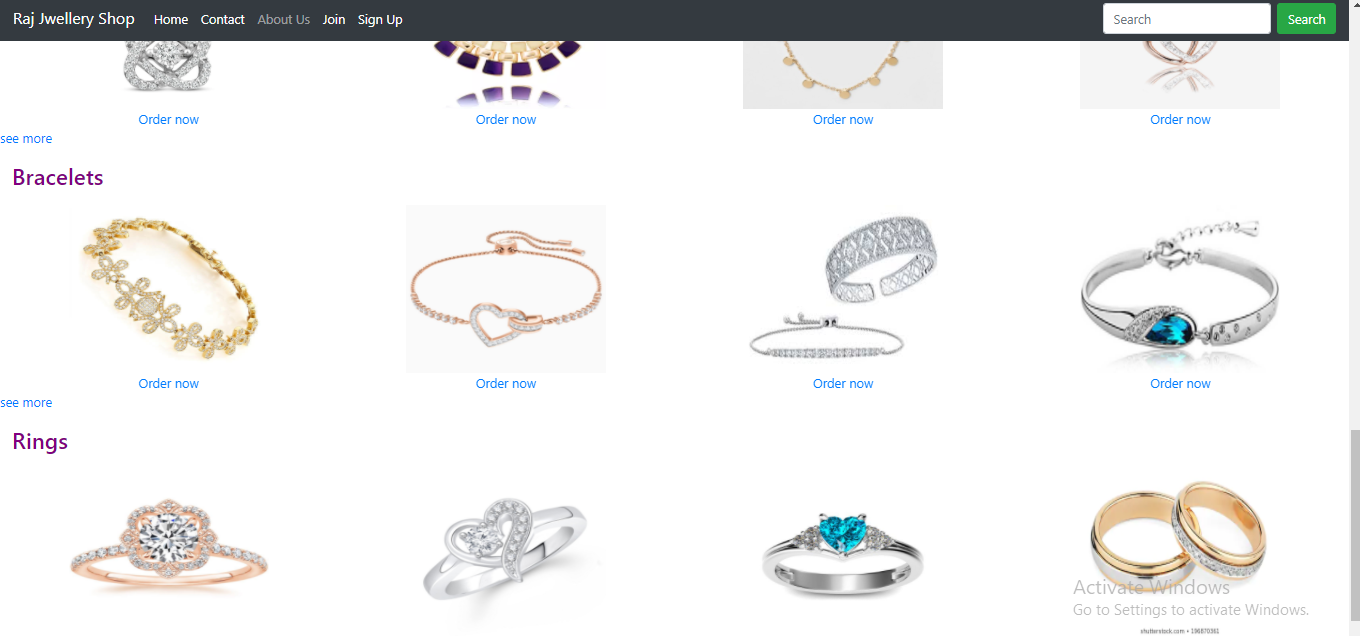 Raj Jwellery Shop Home Contact About Us Join Sign Up Search Search
Order now Order now Order now Order now
see more
Bracelets
Order now Order now Order now Order now
see more
Rings
Activate Windows
Go to Settings to activate Windows.
shutterstock.com • 196870361